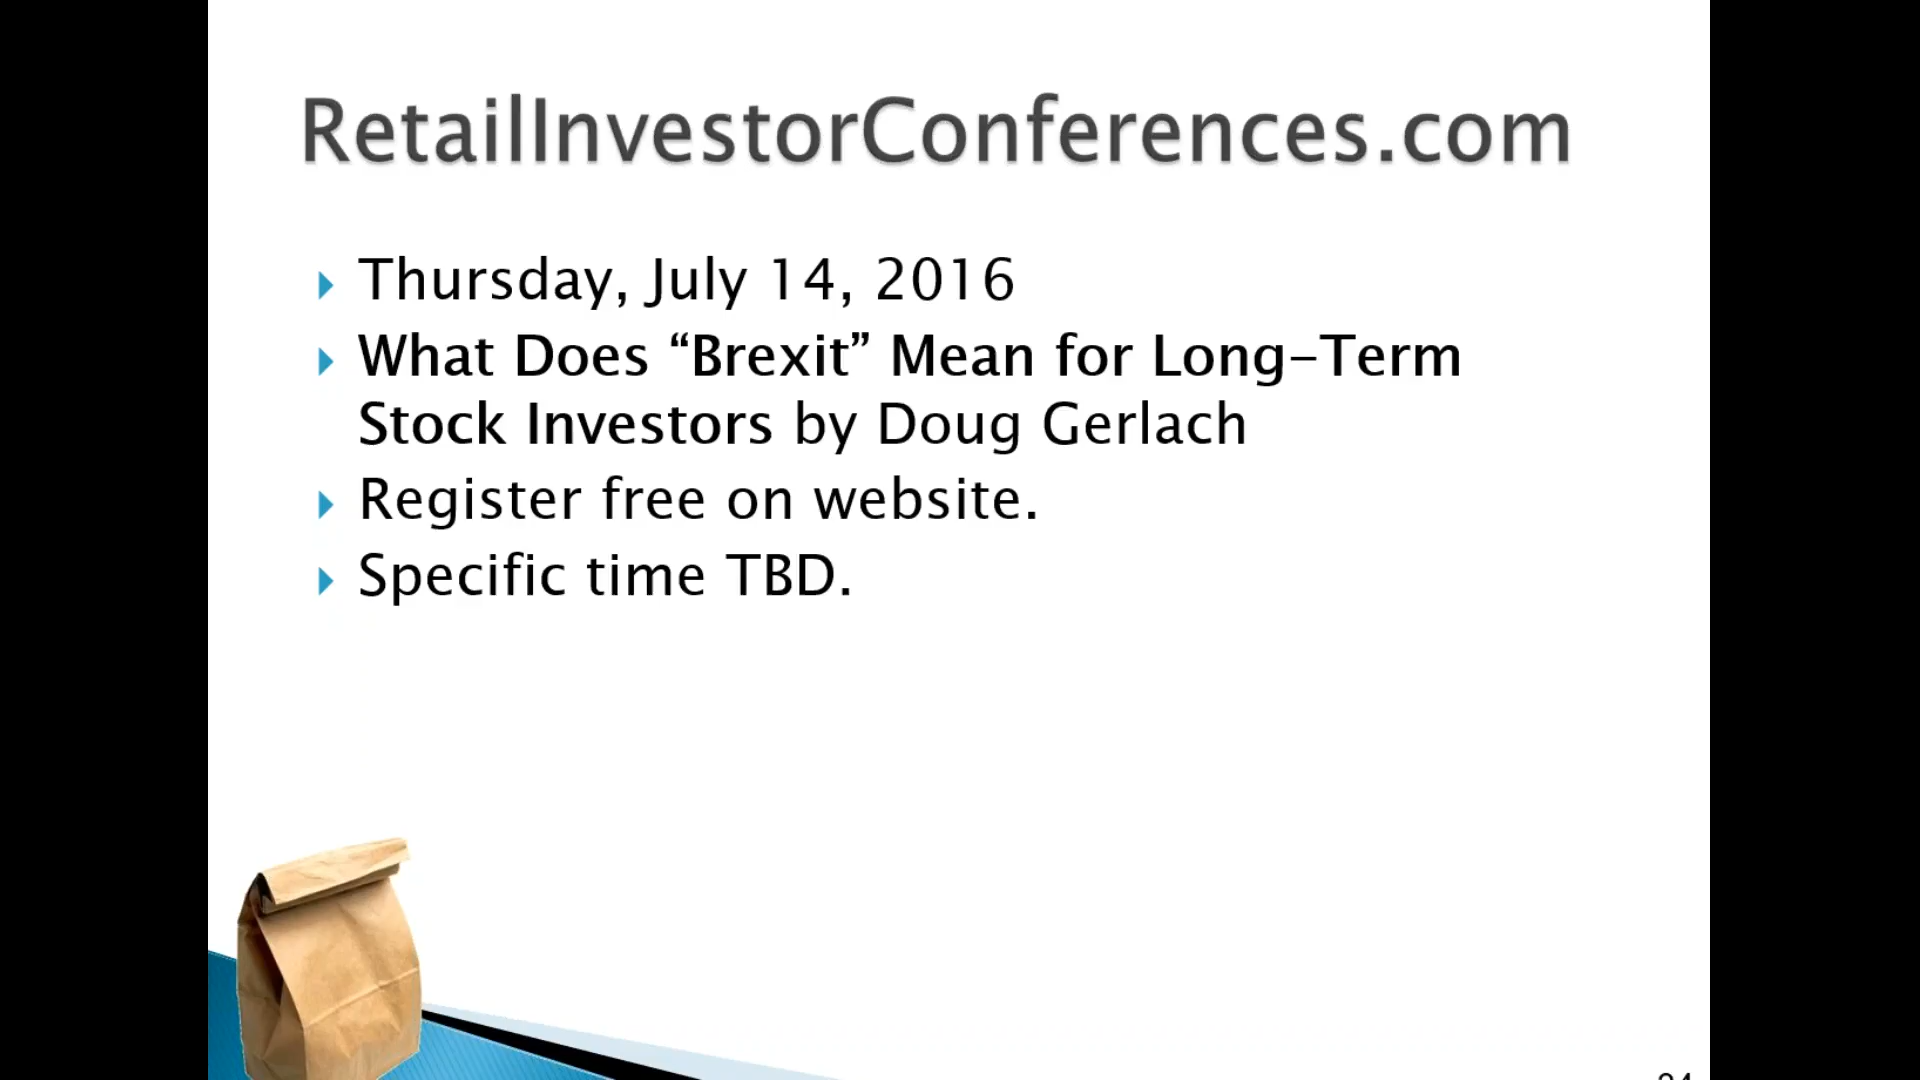 RetailInvestorConferences.com
Thursday, July 14, 2016
What Does “Brexit” Mean for Long-Term
Stock Investors by Doug Gerlach
Register free on website.
Specific time TBD.